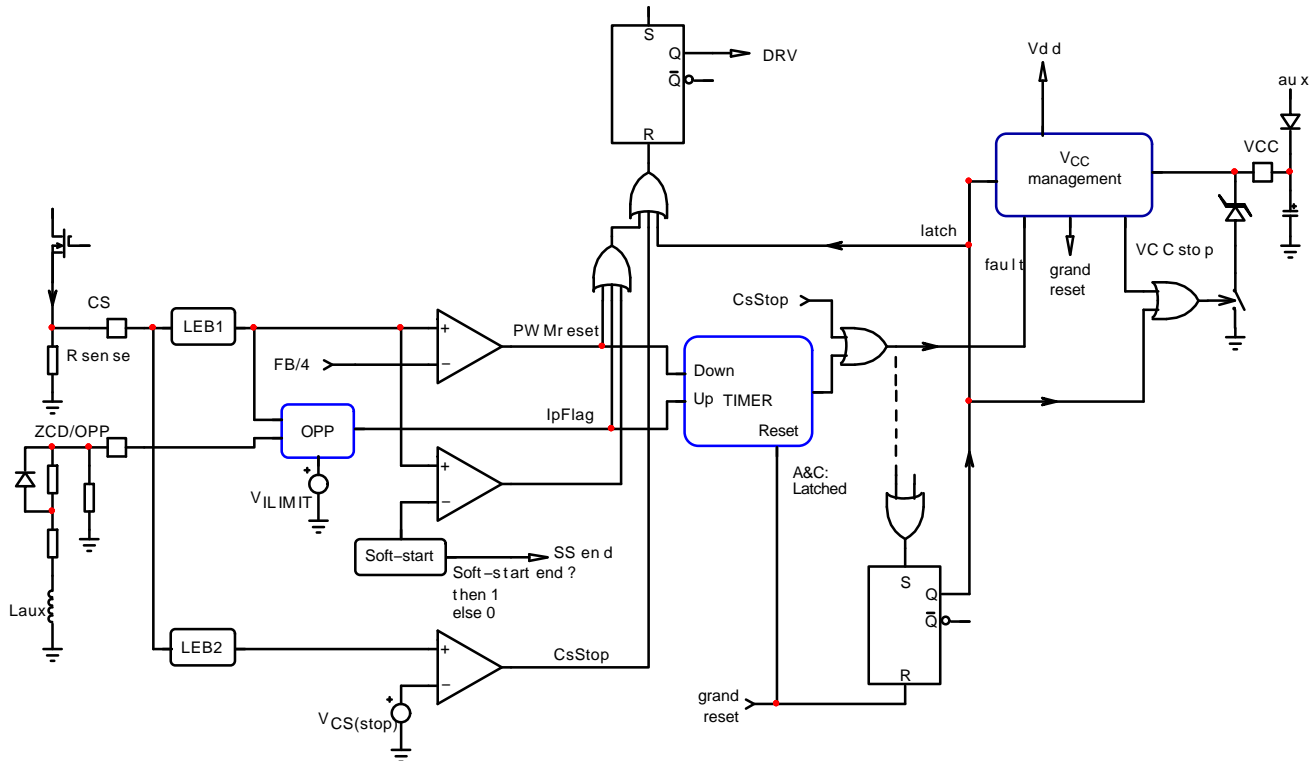 S
Q
DRV
Q
R
Vdd
aux
VCC
VCC
management
latch
fault
grand
reset
VCCstop
CS
LEB1
Rsense
FB/4
PWMreset
CsStop
Down
Up
TIMER
Reset
IpFlag
ZCD/OPP
OPP
VILIMIT
A&C:
Latched
Soft-start
SS end
Soft-start end ?
then 1
else 0
Laux
LEB2
CsStop
VCS(stop)
S
Q
Q
R
grand
reset